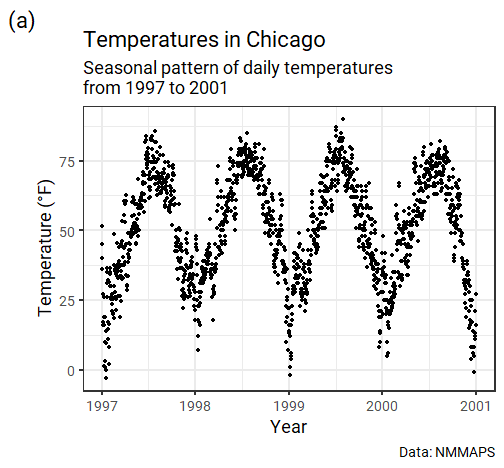 (a)
Temperatures in Chicago
Seasonal pattern of daily temperatures
from 1997 to 2001
Temperature (°F)
75
50
25
0
1997 1998 1999 2000 2001
Year
Data: NMMAPS